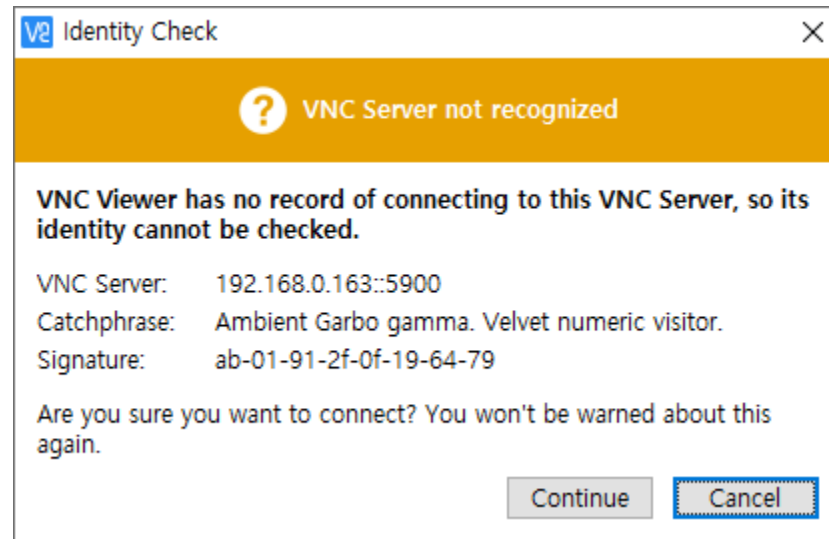 V2 Identity Check
? VNC Server not recognized
VNC Viewer has no record of connecting to this VNC Server, so its
identity cannot be checked.
VNC Server: 192.168.0.163::5900
Catchphrase: Ambient Garbo gamma. Velvet numeric visitor.
Signature: ab-01-91-2f-0f-19-64-79
Are you sure you want to connect? You won't be warned about this
again.
Continue Cancel